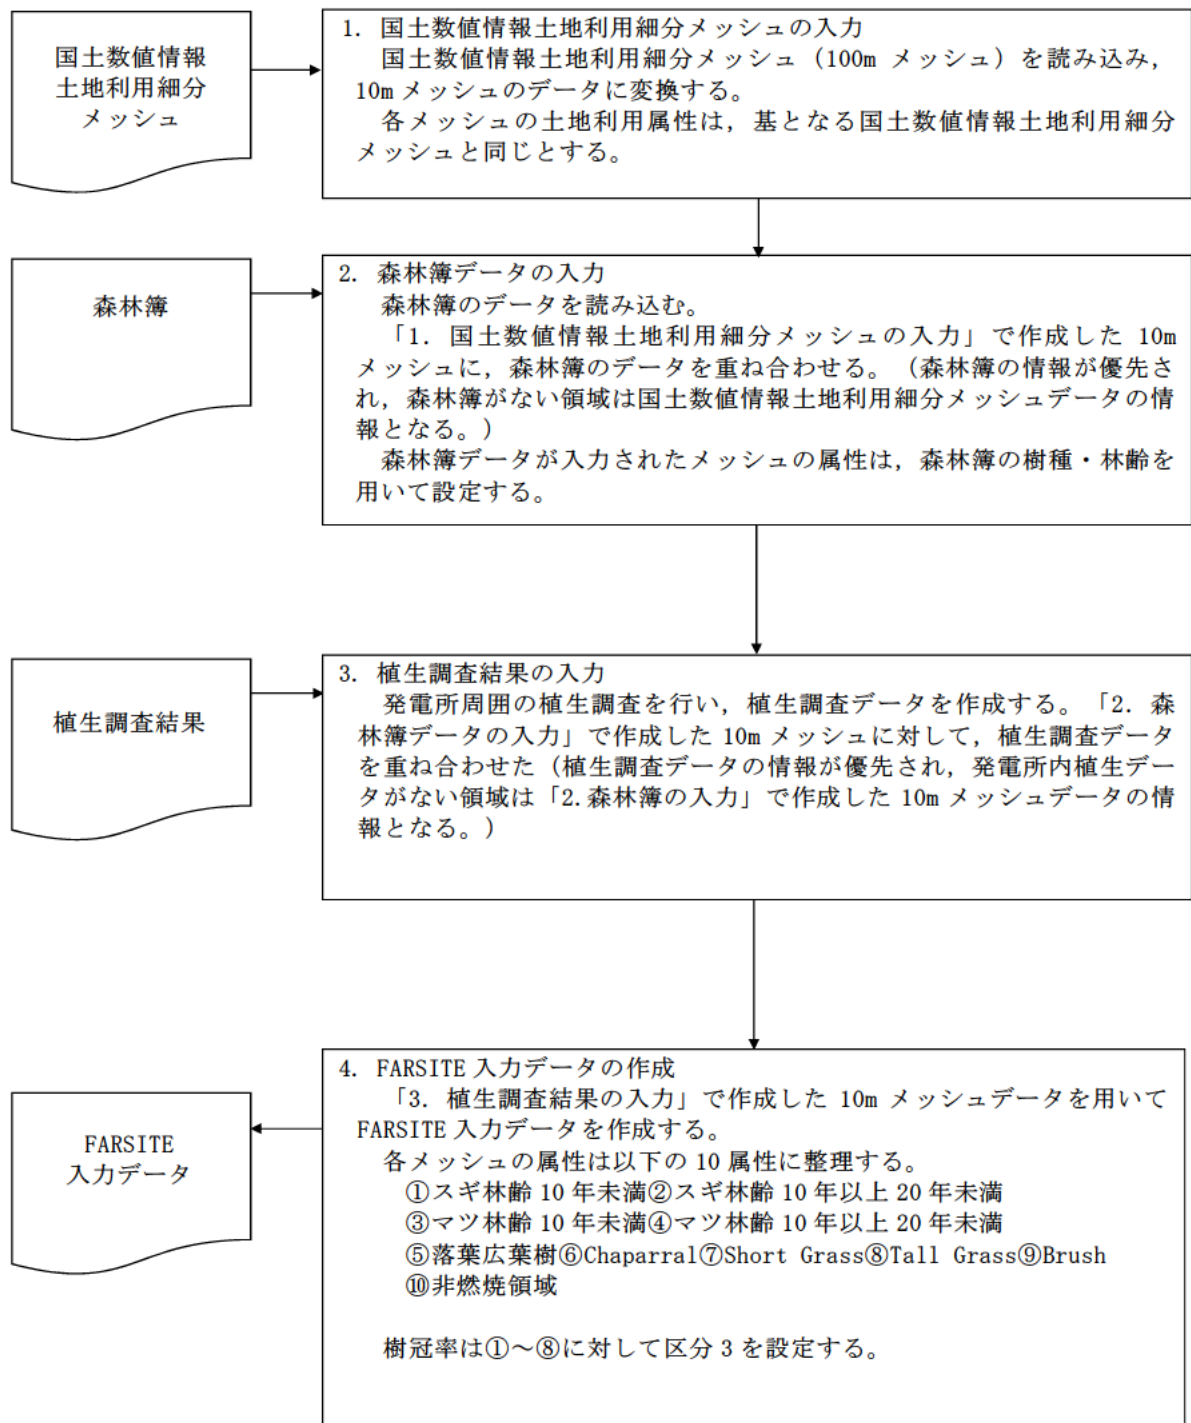 国土数値情報
土地利用細分
メッシュ
1. 国土数値情報土地利用細分メッシュの入力
国土数値情報土地利用細分メッシュ（100m メッシュ）を読み込み，
10m メッシュのデータに変換する。
各メッシュの土地利用属性は，基となる国土数値情報土地利用細分
メッシュと同じとする。
森林簿
2. 森林簿データの入力
森林簿のデータを読み込む。
「1. 国土数値情報土地利用細分メッシュの入力」で作成した 10m
メッシュに，森林簿のデータを重ね合わせる。（森林簿の情報が優先さ
れ，森林簿がない領域は国土数値情報土地利用細分メッシュデータの情
報となる。）
森林簿データが入力されたメッシュの属性は，森林簿の樹種・林齢を
用いて設定する。
植生調査結果
3. 植生調査結果の入力
発電所周囲の植生調査を行い，植生調査データを作成する。「2. 森
林簿データの入力」で作成した 10m メッシュに対して，植生調査データ
を重ね合わせた（植生調査データの情報が優先され，発電所内植生デー
タがない領域は「2.森林簿の入力」で作成した 10m メッシュデータの情
報となる。）
FARSITE
入力データ
4. FARSITE 入力データの作成
「3. 植生調査結果の入力」で作成した 10m メッシュデータを用いて
FARSITE 入力データを作成する。
各メッシュの属性は以下の 10 属性に整理する。
①スギ林齢 10 年未満②スギ林齢 10 年以上 20 年未満
③マツ林齢 10 年未満④マツ林齢 10 年以上 20 年未満
⑤落葉広葉樹⑥Chaparral⑦Short Grass⑧Tall Grass⑨Brush
⑩非燃焼領域
樹冠率は①～⑧に対して区分 3 を設定する。